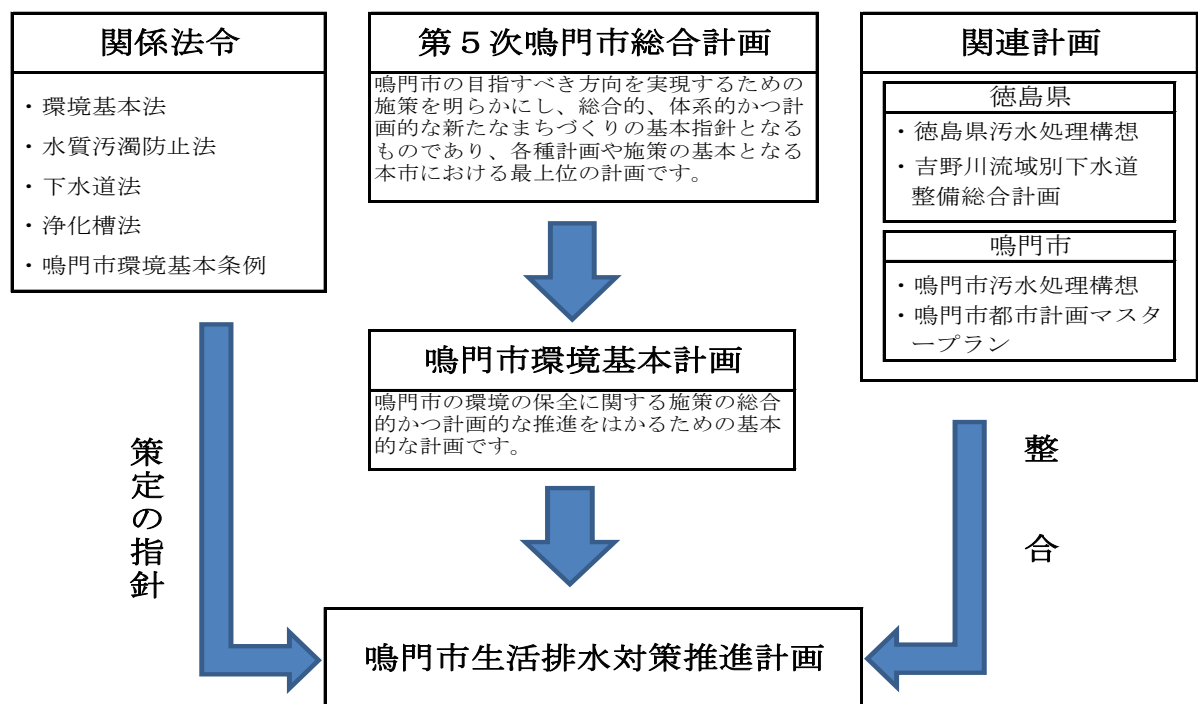 関係法令
・環境基本法
・水質汚濁防止法
・下水道法
・浄化槽法
・鳴門市環境基本条例
第５次鳴門市総合計画
鳴門市の目指すべき方向を実現するための
施策を明らかにし、総合的、体系的かつ計
画的な新たなまちづくりの基本指針となる
ものであり、各種計画や施策の基本となる
本市における最上位の計画です。
関連計画
徳島県
・徳島県汚水処理構想
・吉野川流域別下水道
整備総合計画
鳴門市
・鳴門市汚水処理構想
・鳴門市都市計画マスタ
ープラン
鳴門市環境基本計画
鳴門市の環境の保全に関する施策の総合
的かつ計画的な推進をはかるための基本
的な計画です。
策定の指針
整合
鳴門市生活排水対策推進計画